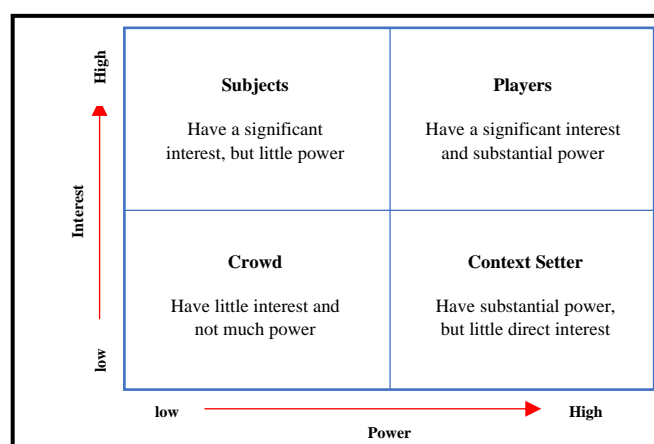 High
Interest
low
Subjects
Have a significant
interest, but little power
Players
Have a significant interest
and substantial power
Crowd
Have little interest and
not much power
Context Setter
Have substantial power,
but little direct interest
low
High
Power